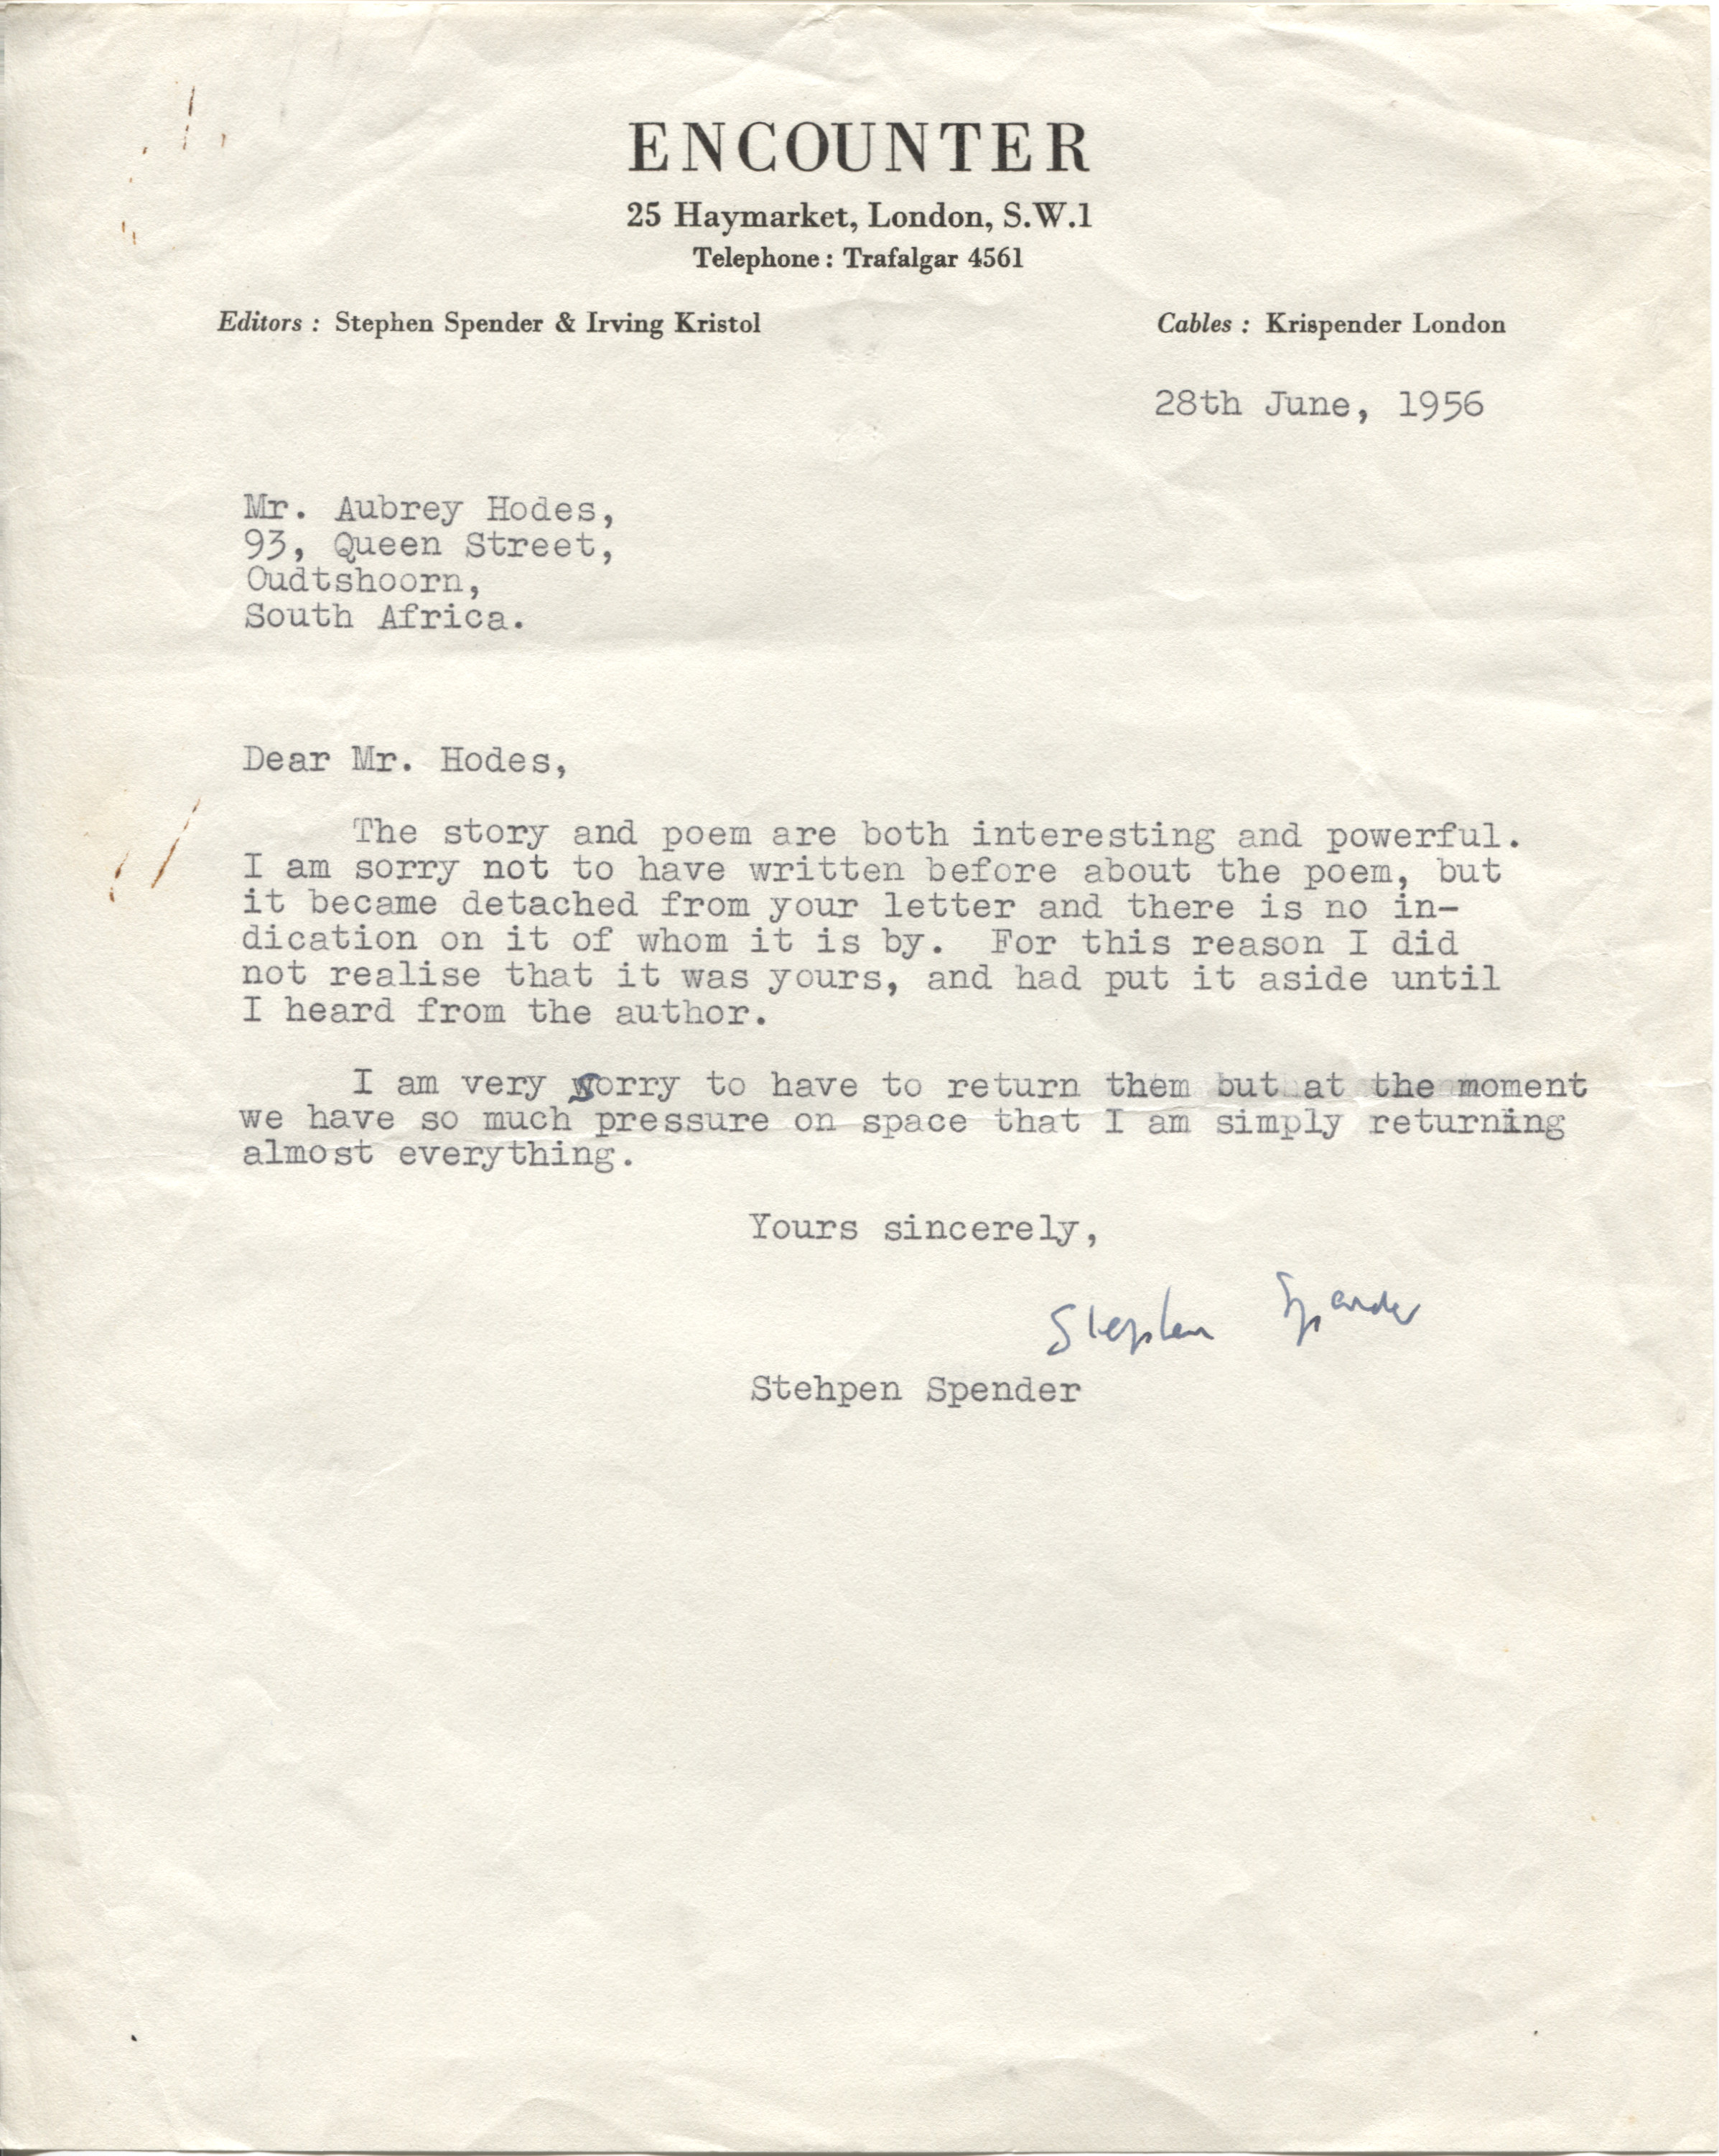 ENCOUNTER
25 Haymarket, London, S.W.1
Telephone : Trafalgar 4561
Editors : Stephen Spender & Irving Kristol
Cables : Krispender London
28th June, 1956
Mr. Aubrey Hodes,
93, Queen Street,
Oudtshoorn,
South Africa.
Dear Mr. Hodes,
The story and poem are both interesting and powerful.
I am sorry not to have written before about the poem, but
it became detached from your letter and there is no in-
dication on it of whom it is by. For this reason I did
not realise that it was yours, and had put it aside until
I heard from the author.
I am very sorry to have to return them but at the moment
we have so much pressure on space that I am simply returning
almost everything.
Yours sincerely,
Stephen Spender
Stehpen Spender